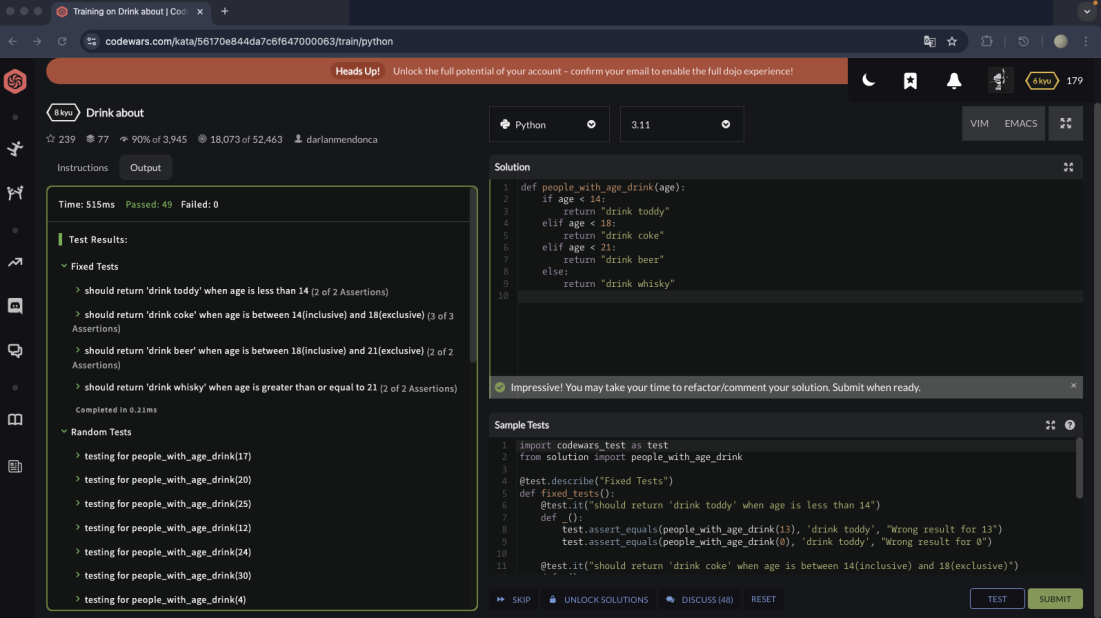 Training on Drink about | Cod
codewars.com/kata/56170e844da7c6f647000063/train/python
Heads Up! Unlock the full potential of your account – confirm your email to enable the full dojo experience!
6 kyu 179
8 kyu Drink about
239 77 90% of 3,945 18,073 of 52,463 darlanmendonca
Instructions Output
Time: 515ms Passed: 49 Failed: 0
Test Results:
Fixed Tests
should return 'drink toddy' when age is less than 14 (2 of 2 Assertions)
should return 'drink coke' when age is between 14(inclusive) and 18(exclusive) (3 of 3
Assertions)
should return 'drink beer' when age is between 18(inclusive) and 21(exclusive) (2 of 2
Assertions)
should return 'drink whisky' when age is greater than or equal to 21 (2 of 2 Assertions)
Completed in 0.21ms
Random Tests
testing for people_with_age_drink(17)
testing for people_with_age_drink(20)
testing for people_with_age_drink(25)
testing for people_with_age_drink(12)
testing for people_with_age_drink(24)
testing for people_with_age_drink(30)
testing for people_with_age_drink(4)
Python 3.11 VIM EMACS
Solution
1 def people_with_age_drink(age):
2 if age < 14:
3 return "drink toddy"
4 elif age < 18:
5 return "drink coke"
6 elif age < 21:
7 return "drink beer"
8 else:
9 return "drink whisky"
10
Impressive! You may take your time to refactor/comment your solution. Submit when ready.
Sample Tests
1 import codewars_test as test
2 from solution import people_with_age_drink
3
4 @test.describe("Fixed Tests")
5 def fixed_tests():
6 @test.it("should return 'drink toddy' when age is less than 14")
7 def _():
8 test.assert_equals(people_with_age_drink(13), 'drink toddy', "Wrong result for 13")
9 test.assert_equals(people_with_age_drink(0), 'drink toddy', "Wrong result for 0")
10
11 @test.it("should return 'drink coke' when age is between 14(inclusive) and 18(exclusive)")
SKIP UNLOCK SOLUTIONS DISCUSS (48) RESET TEST SUBMIT